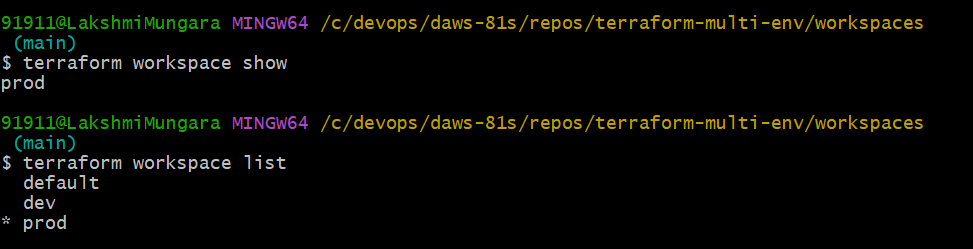 91911@LakshmiMungara MINGW64 /c/devops/daws-81s/repos/terraform-multi-env/workspaces
(main)
$ terraform workspace show
prod
91911@LakshmiMungara MINGW64 /c/devops/daws-81s/repos/terraform-multi-env/workspaces
(main)
$ terraform workspace list
default
dev
* prod